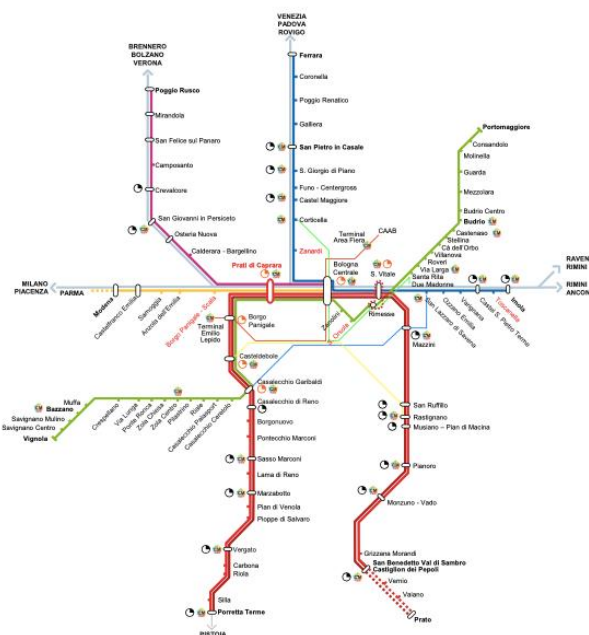 VENEZIA
PADOVA
ROVIGO
BRENNERO
BOLZANO
VERONA
Ferrara
Coronella
Poggio Renatico
Galliera
San Pietro in Casale
S. Giorgio di Piano
Funo - Centergross
Castel Maggiore
Corticella
Zanardi
Poggio Rusco
Mirandola
San Felice sul Panaro
Camposanto
Crevalcore
San Giovanni in Persiceto
Osteria Nuova
Calderara - Bargellino
Prati di Caprara
Portomaggiore
Consandolo
Molinella
Guarda
Mezzolara
Budrio Centro
Budrio
Castenaso
Stellina
Cà dell'Orbo
Villanova
Roveri
Via Larga
Santa Rita
Due Madonne
CAAB
Terminal
Area Fiera
Bologna
Centrale
S. Vitale
RAVEN
RIMINI
RIMINI
ANCON
MILANO
PIACENZA
PARMA
Modena
Castelfranco Emilia
Samoggia
Anzola dell'Emilia
Borgo Panigale - Scala
Terminal
Emilio
Lepido
Borgo
Panigale
Zanolini
S. Orsola
Rimesse
San Lazzaro di Savena
Ozzano Emilia
Varignana
Castel S. Pietro Terme
Toscanella
Imola
Mazzini
Casteldebole
Casalecchio Garibaldi
Casalecchio di Reno
Borgonuovo
Pontecchio Marconi
Sasso Marconi
Lama di Reno
Marzabotto
Pian di Venola
Pioppe di Salvaro
Vergato
Carbona
Riola
Silla
Porretta Terme
PISTOIA
Muffa
Bazzano
Savignano Mulino
Savignano Centro
Vignola
Crespellano
Via Lunga
Ponte Ronca
Zola Chiesa
Zola Centro
Pilastrino
Riale
Casalecchio Palasport
Casalecchio Ceretolo
San Ruffillo
Rastignano
Musiano – Pian di Macina
Pianoro
Monzuno - Vado
Grizzana Morandi
San Benedetto Val di Sambro
Castiglion dei Pepoli
Vernio
Vaiano
Prato